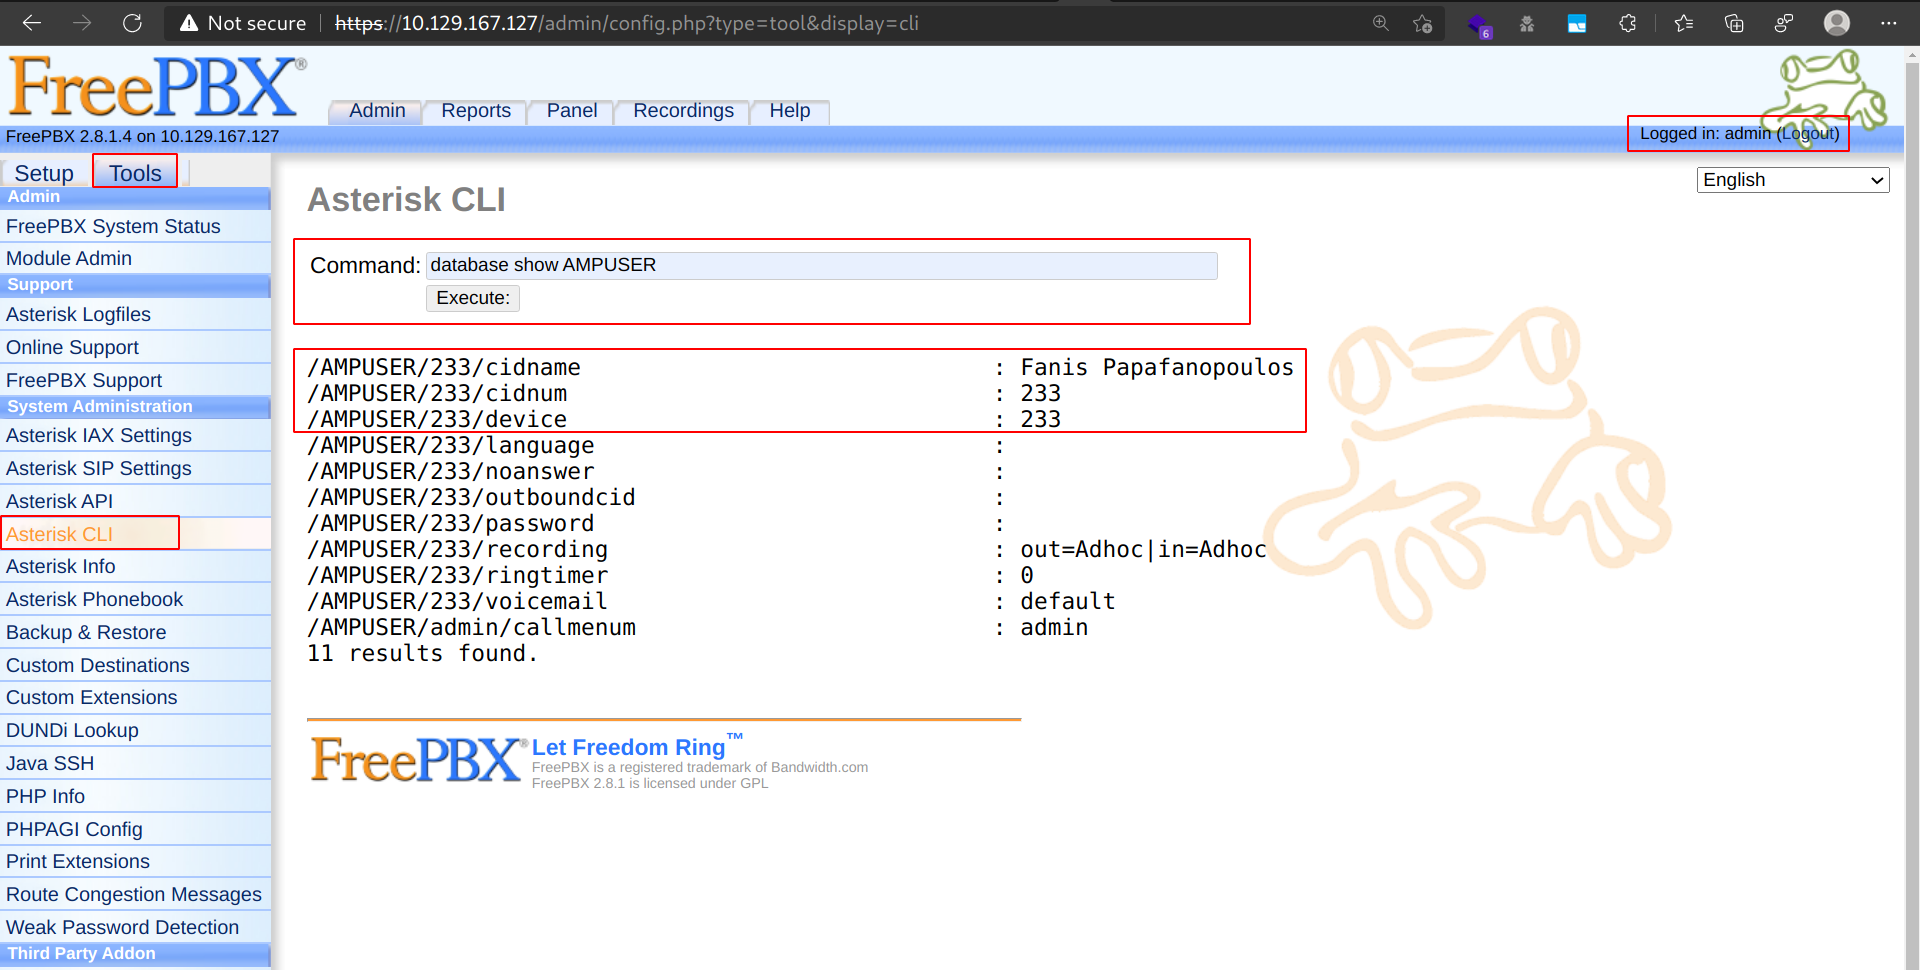 Not secure | https://10.129.167.127/admin/config.php?type=tool&display=cli
6
FreePBX®
Admin
Reports
Panel
Recordings
Help
FreePBX 2.8.1.4 on 10.129.167.127
Logged in: admin (Logout)
Setup
Tools
English
Admin
FreePBX System Status
Module Admin
Support
Asterisk Logfiles
Online Support
FreePBX Support
System Administration
Asterisk IAX Settings
Asterisk SIP Settings
Asterisk API
Asterisk CLI
Asterisk Info
Asterisk Phonebook
Backup & Restore
Custom Destinations
Custom Extensions
DUNDi Lookup
Java SSH
PHP Info
PHPAGI Config
Print Extensions
Route Congestion Messages
Weak Password Detection
Third Party Addon
Asterisk CLI
Command: database show AMPUSER
Execute:
/AMPUSER/233/cidname : Fanis Papafanopoulos
/AMPUSER/233/cidnum : 233
/AMPUSER/233/device : 233
/AMPUSER/233/language :
/AMPUSER/233/noanswer :
/AMPUSER/233/outboundcid :
/AMPUSER/233/password :
/AMPUSER/233/recording : out=Adhoc|in=Adhoc
/AMPUSER/233/ringtimer : 0
/AMPUSER/233/voicemail : default
/AMPUSER/admin/callmenum : admin
11 results found.
FreePBX® Let Freedom Ring™
FreePBX is a registered trademark of Bandwidth.com
FreePBX 2.8.1 is licensed under GPL